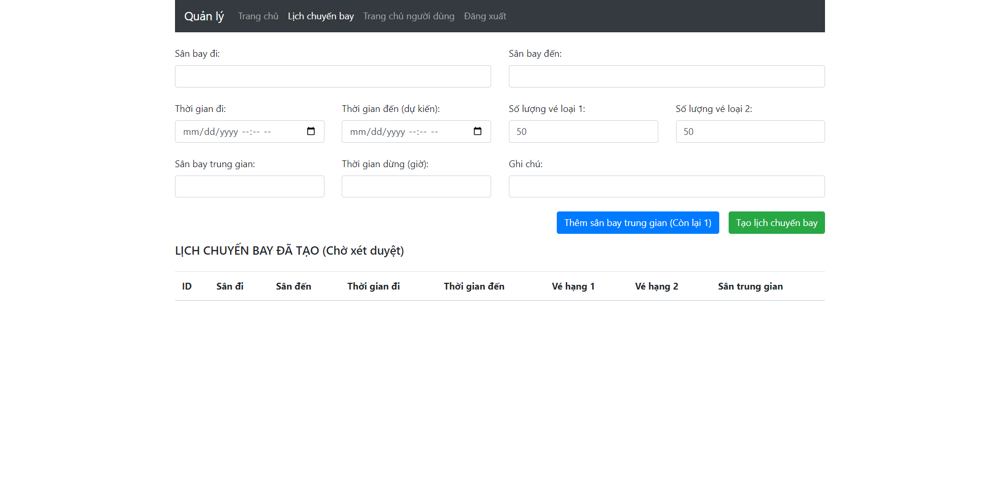 Quản lý Trang chủ Lịch chuyến bay Trang chủ người dùng Đăng xuất
Sân bay đi: Sân bay đến:
Thời gian đi: Thời gian đến (dự kiến): Số lượng vé loại 1: Số lượng vé loại 2:
mm/dd/yyyy --:-- -- mm/dd/yyyy --:-- -- 50 50
Sân bay trung gian: Thời gian dừng (giờ): Ghi chú:
Thêm sân bay trung gian (Còn lại 1) Tạo lịch chuyến bay
LỊCH CHUYẾN BAY ĐÃ TẠO (Chờ xét duyệt)
ID Sân đi Sân đến Thời gian đi Thời gian đến Vé hạng 1 Vé hạng 2 Sân trung gian